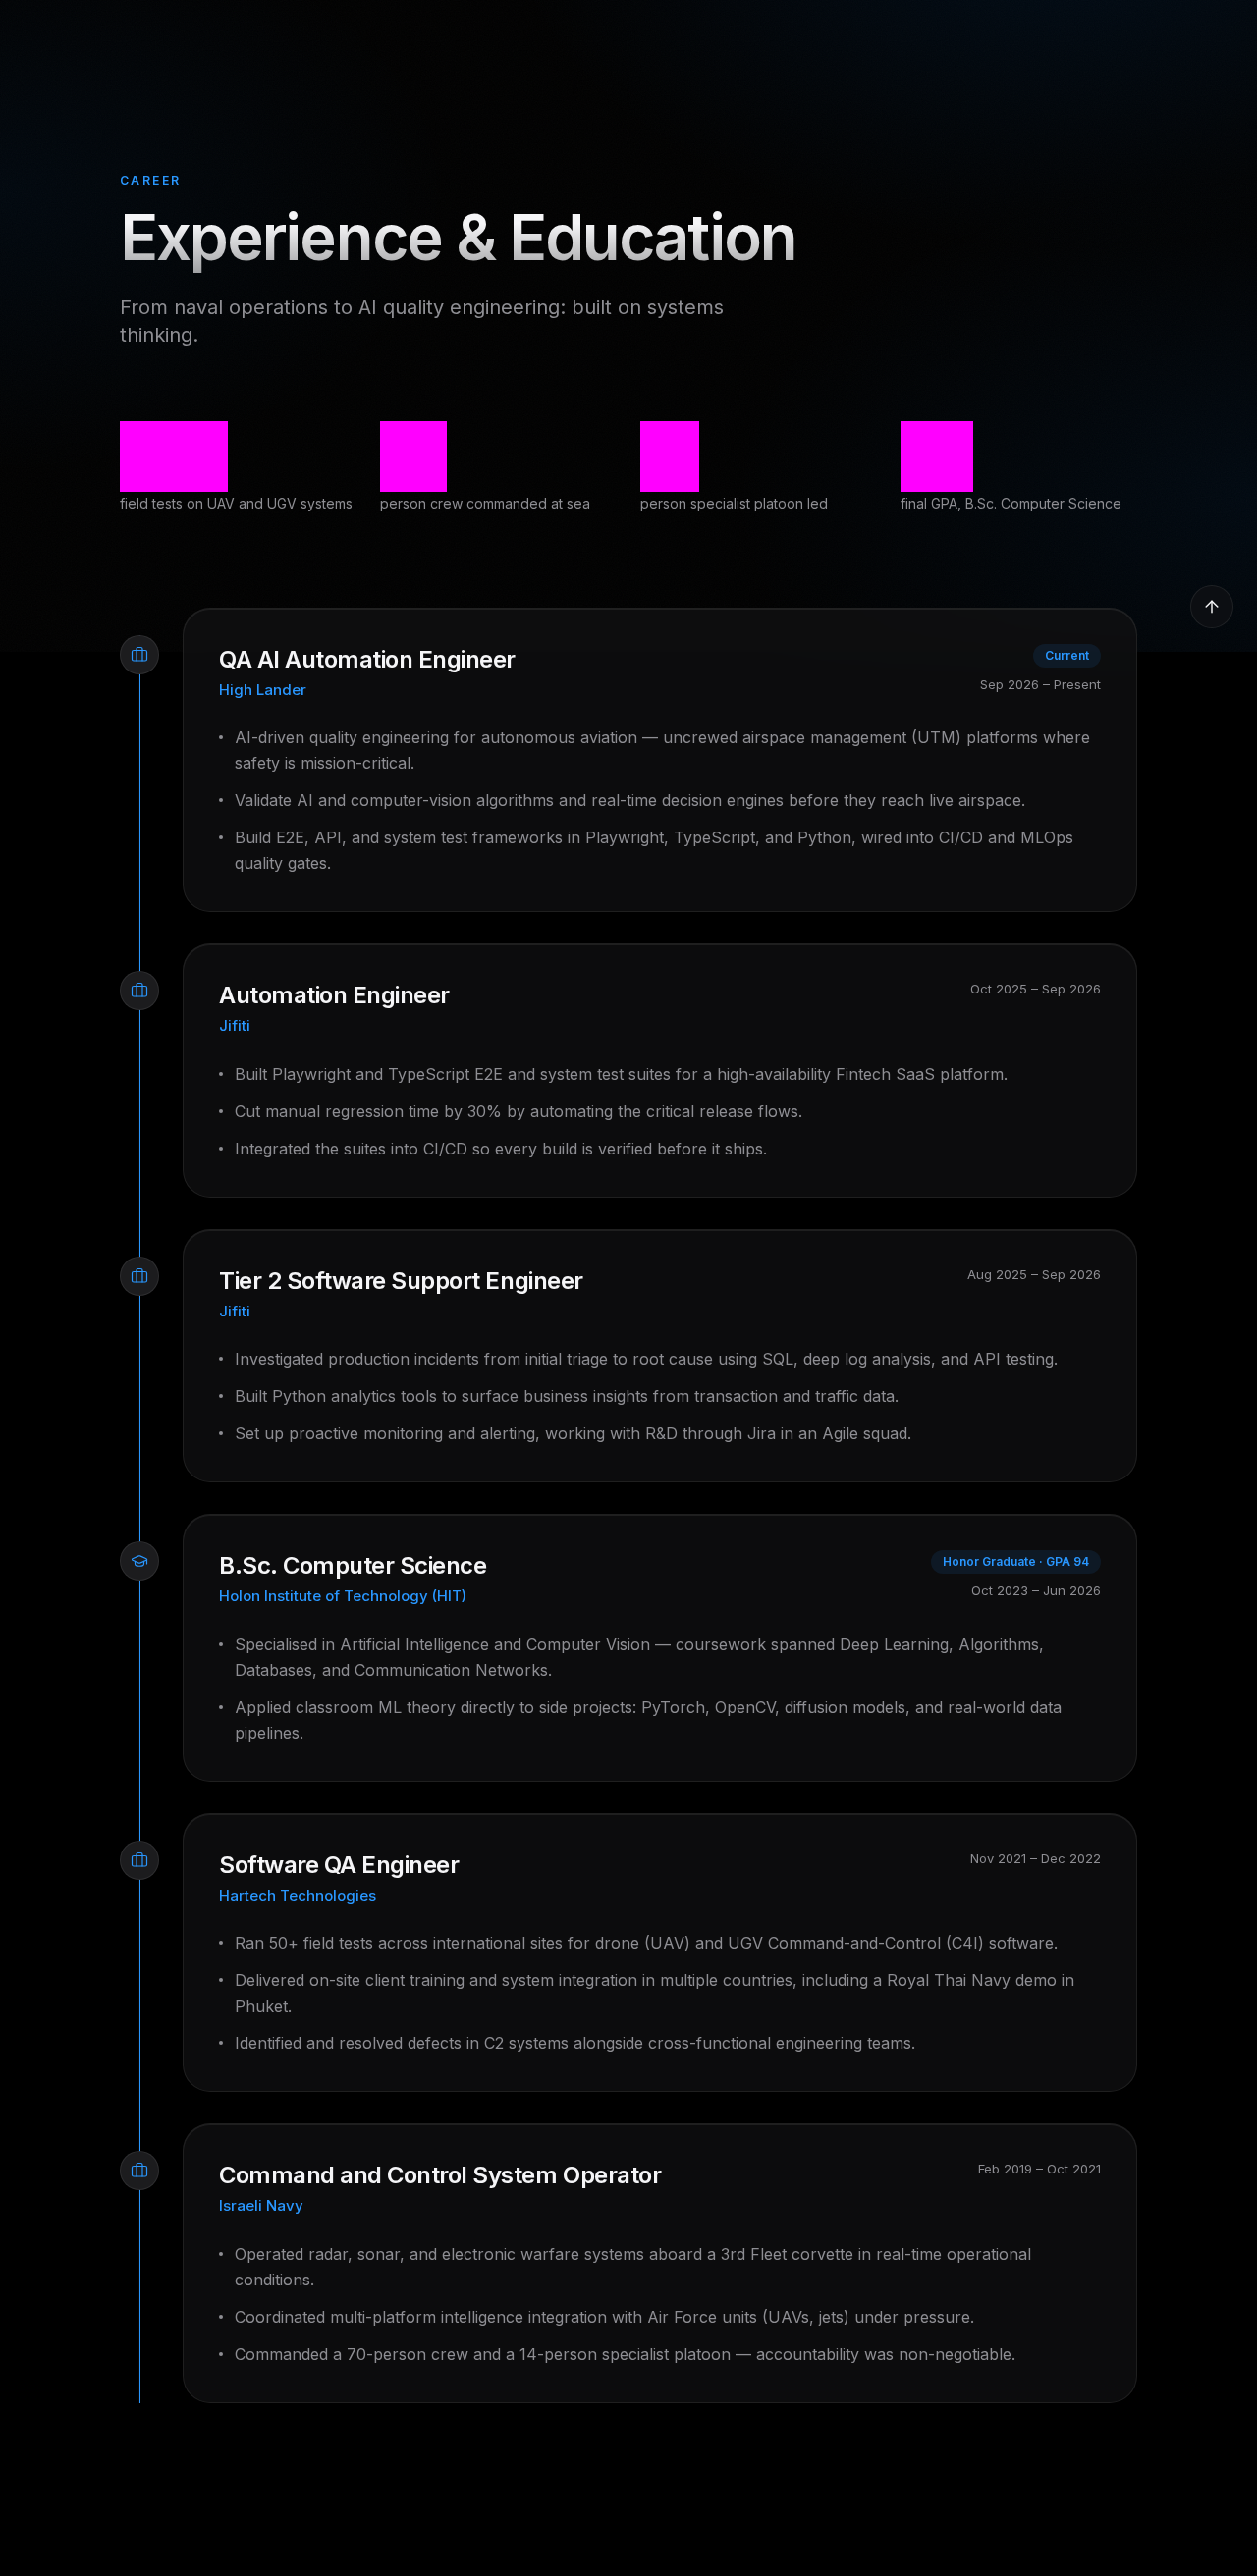 CAREER
Experience & Education
From naval operations to AI quality engineering: built on systems
thinking.
field tests on UAV and UGV systems
person crew commanded at sea
person specialist platoon led
final GPA, B.Sc. Computer Science
QA AI Automation Engineer
Current
High Lander
Sep 2026 – Present
• AI-driven quality engineering for autonomous aviation — uncrewed airspace management (UTM) platforms where
safety is mission-critical.
• Validate AI and computer-vision algorithms and real-time decision engines before they reach live airspace.
• Build E2E, API, and system test frameworks in Playwright, TypeScript, and Python, wired into CI/CD and MLOps
quality gates.
Automation Engineer
Oct 2025 – Sep 2026
Jifiti
• Built Playwright and TypeScript E2E and system test suites for a high-availability Fintech SaaS platform.
• Cut manual regression time by 30% by automating the critical release flows.
• Integrated the suites into CI/CD so every build is verified before it ships.
Tier 2 Software Support Engineer
Aug 2025 – Sep 2026
Jifiti
• Investigated production incidents from initial triage to root cause using SQL, deep log analysis, and API testing.
• Built Python analytics tools to surface business insights from transaction and traffic data.
• Set up proactive monitoring and alerting, working with R&D through Jira in an Agile squad.
B.Sc. Computer Science
Honor Graduate · GPA 94
Holon Institute of Technology (HIT)
Oct 2023 – Jun 2026
• Specialised in Artificial Intelligence and Computer Vision — coursework spanned Deep Learning, Algorithms,
Databases, and Communication Networks.
• Applied classroom ML theory directly to side projects: PyTorch, OpenCV, diffusion models, and real-world data
pipelines.
Software QA Engineer
Nov 2021 – Dec 2022
Hartech Technologies
• Ran 50+ field tests across international sites for drone (UAV) and UGV Command-and-Control (C4I) software.
• Delivered on-site client training and system integration in multiple countries, including a Royal Thai Navy demo in
Phuket.
• Identified and resolved defects in C2 systems alongside cross-functional engineering teams.
Command and Control System Operator
Feb 2019 – Oct 2021
Israeli Navy
• Operated radar, sonar, and electronic warfare systems aboard a 3rd Fleet corvette in real-time operational
conditions.
• Coordinated multi-platform intelligence integration with Air Force units (UAVs, jets) under pressure.
• Commanded a 70-person crew and a 14-person specialist platoon — accountability was non-negotiable.